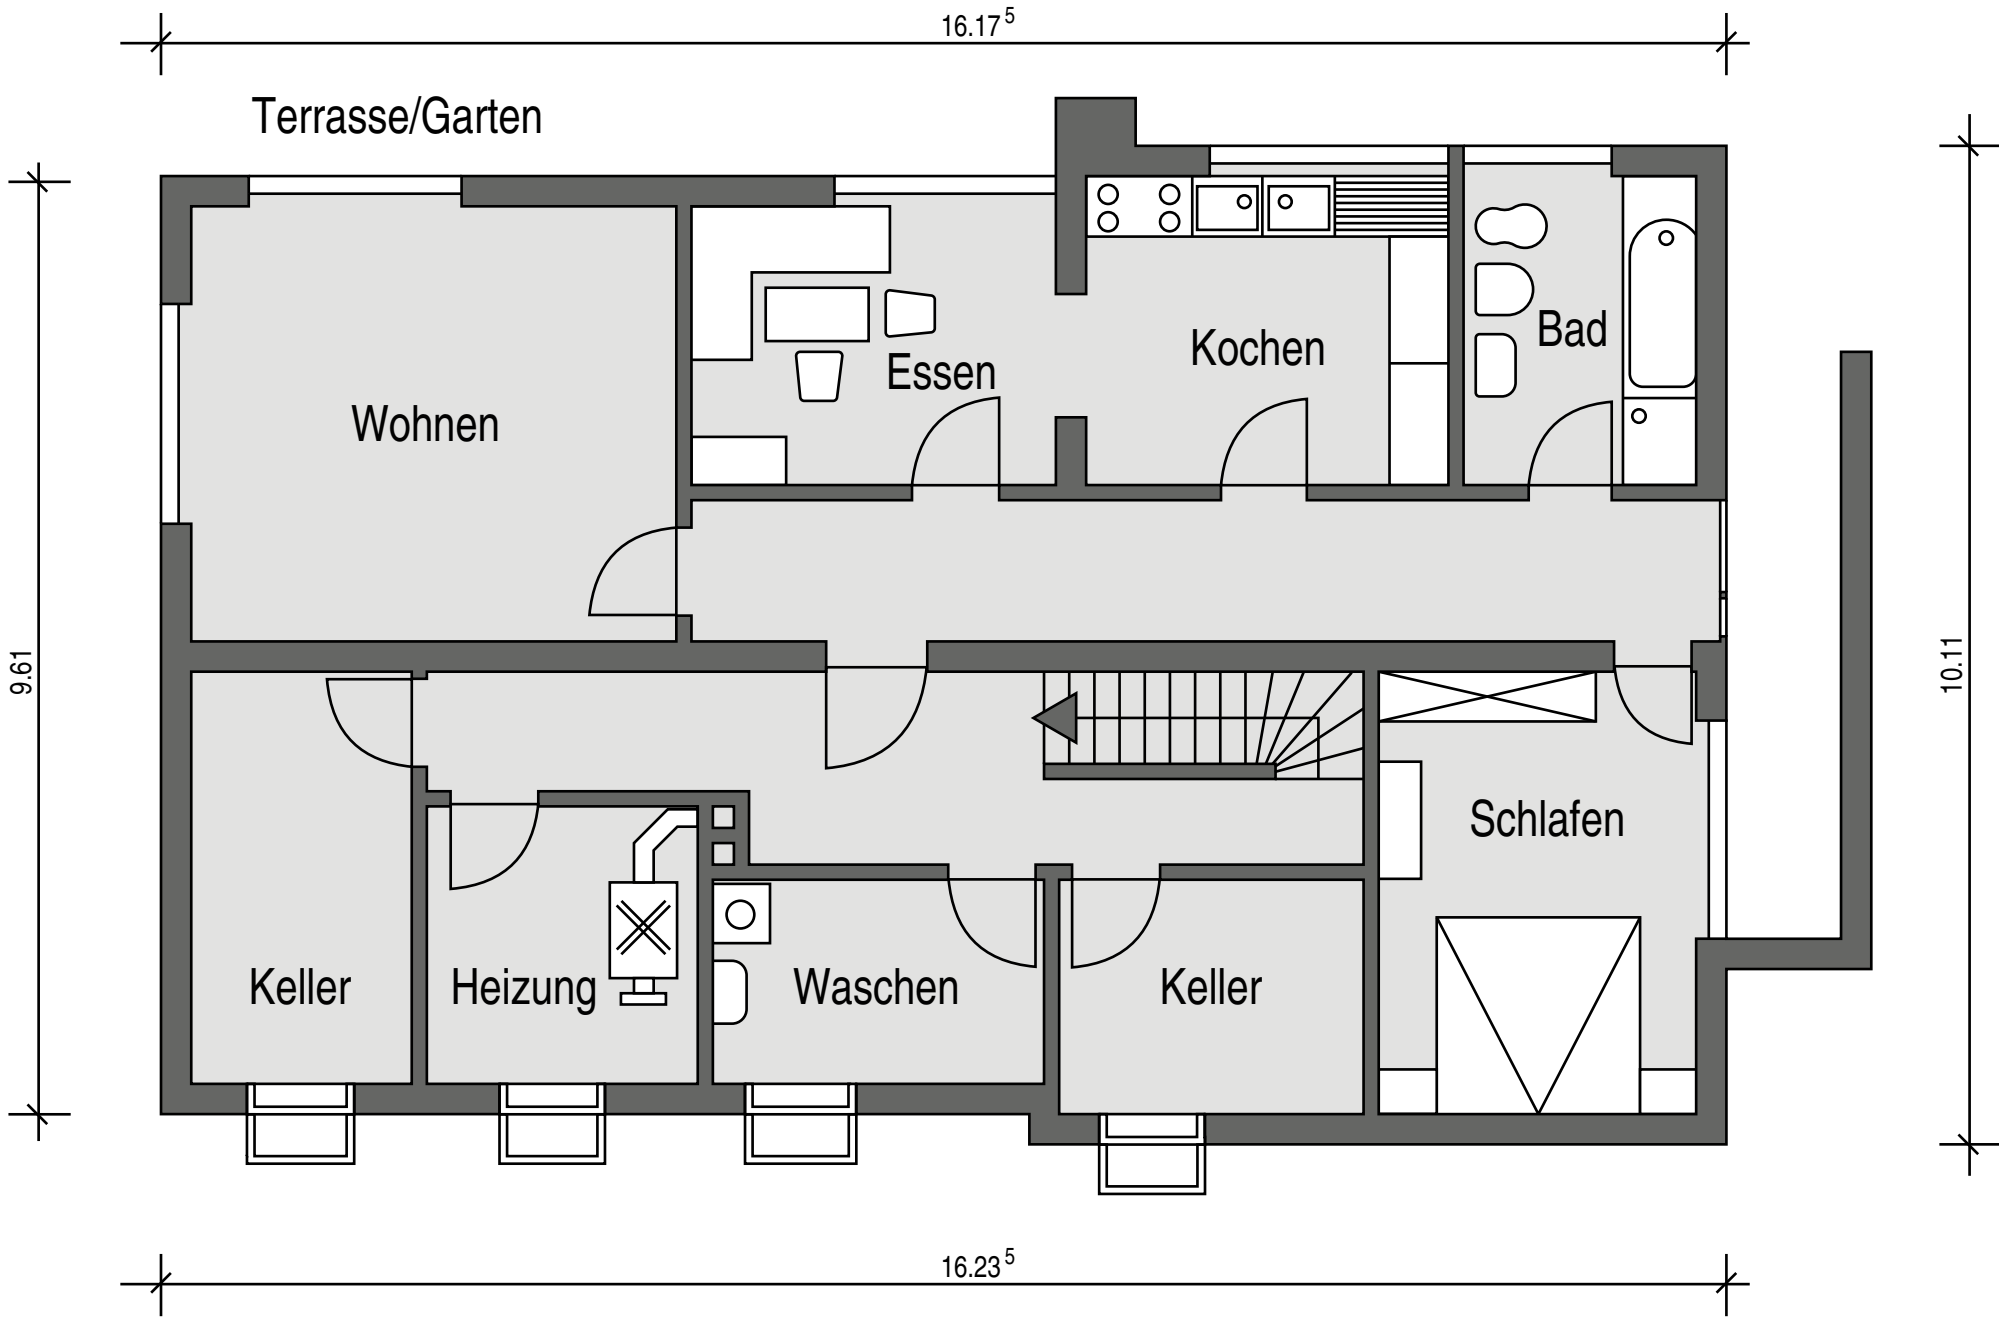 16.17⁵
Terrasse/Garten
Bad
Kochen
Essen
Wohnen
9.61
10.11
Schlafen
Keller
Heizung
Waschen
Keller
16.23⁵